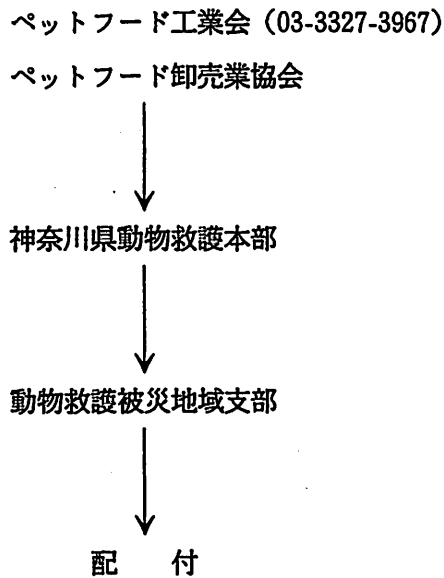 ペットフード工業会（03-3327-3967）
ペットフード卸売業協会
神奈川県動物救護本部
動物救護被災地域支部
配　付